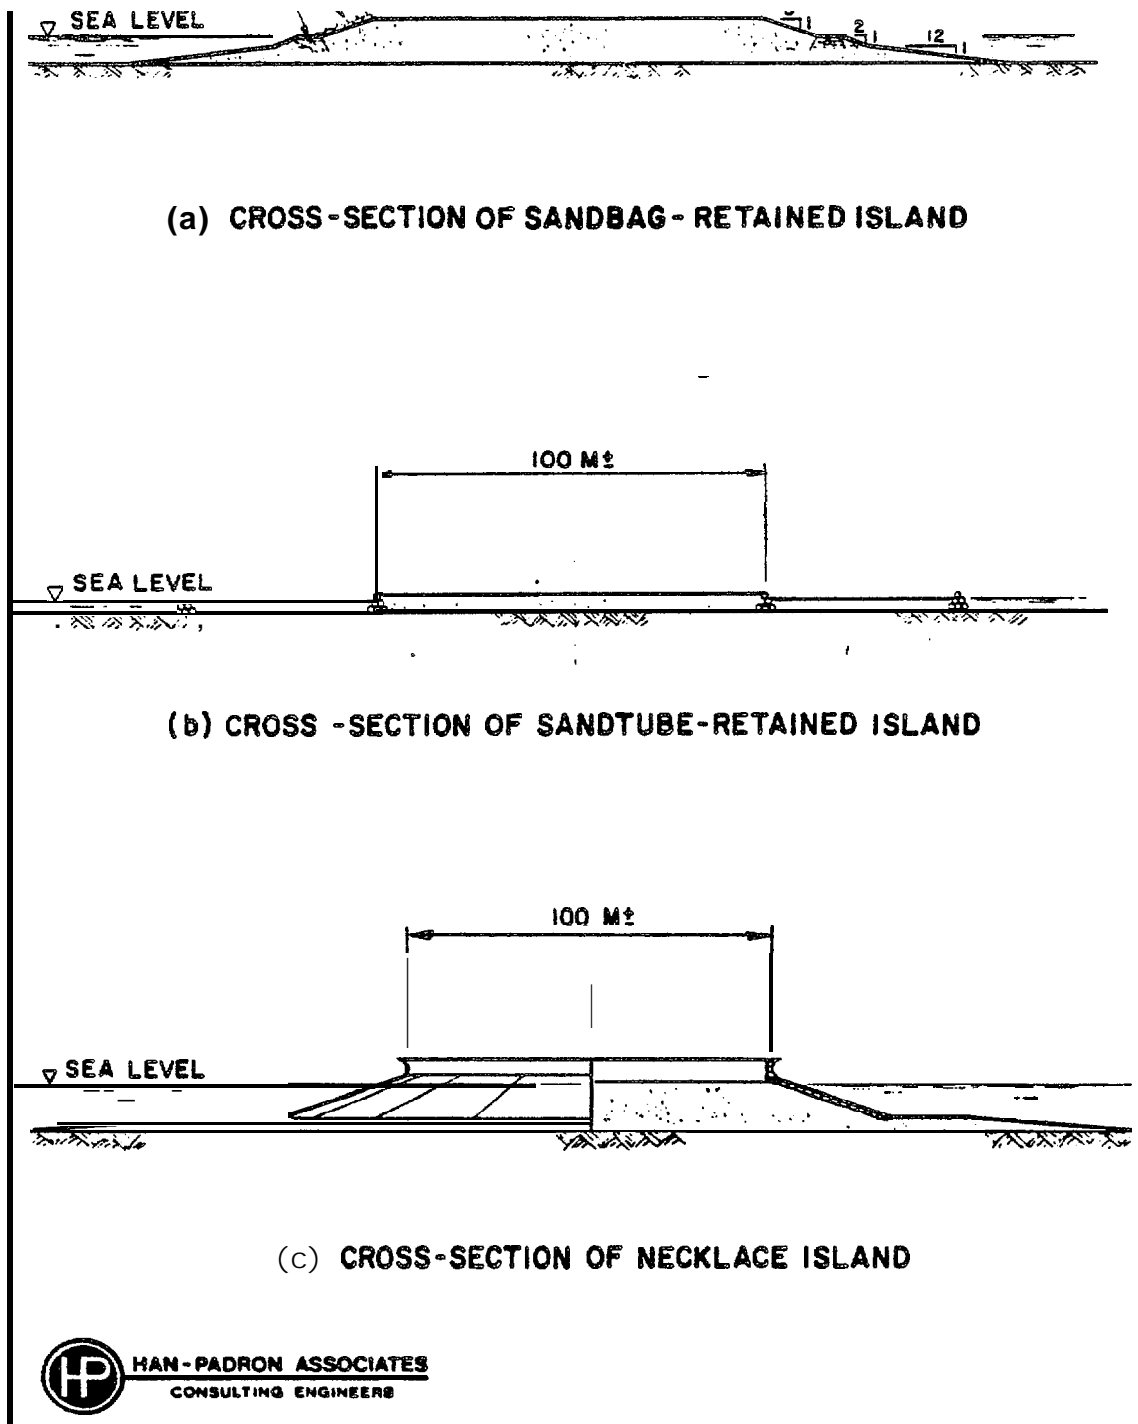 SEA LEVEL
1
2
1
12
1
(a) CROSS-SECTION OF SANDBAG-RETAINED ISLAND
100 M±
SEA LEVEL
(b) CROSS-SECTION OF SANDTUBE-RETAINED ISLAND
100 M±
SEA LEVEL
(c) CROSS-SECTION OF NECKLACE ISLAND
HP
HAN-PADRON ASSOCIATES
CONSULTING ENGINEERS